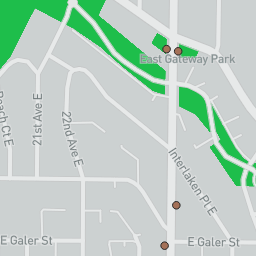 East Gateway Park
Beach Ct E
21st Ave E
22nd Ave E
Interlaken Pl E
E Galer St
E Galer St